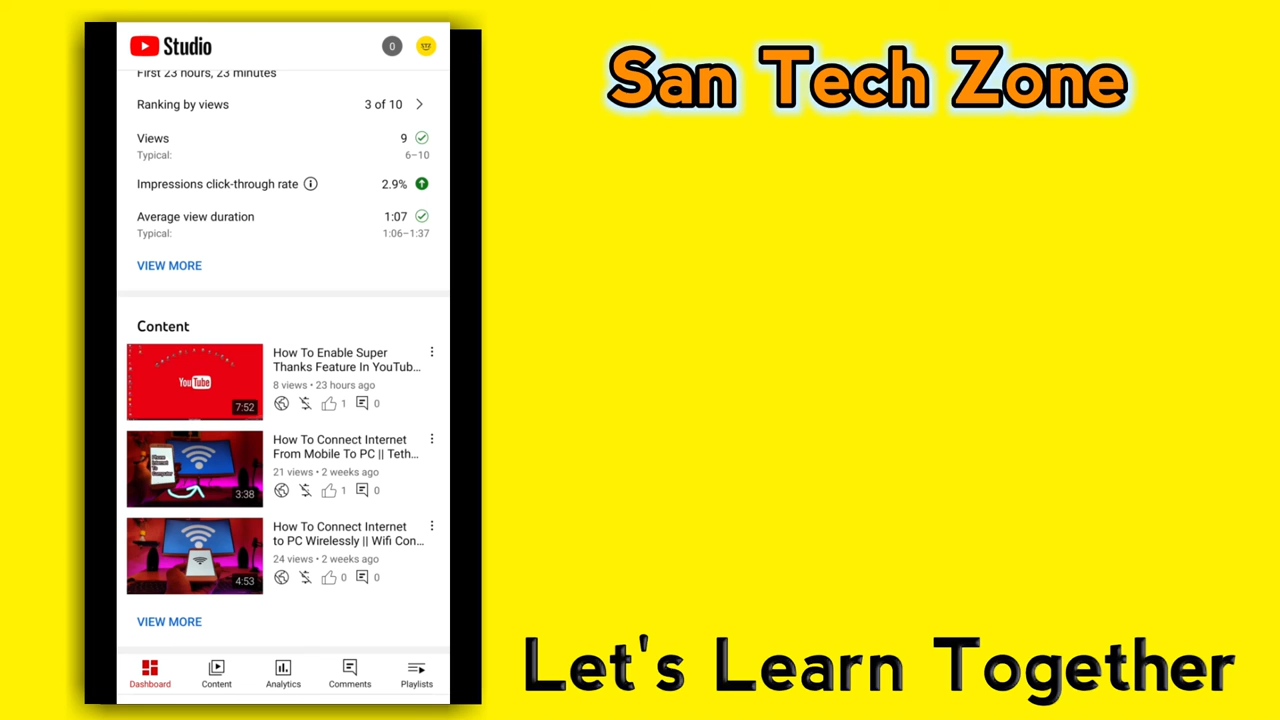 Studio
0
First 23 hours, 23 minutes
Ranking by views 3 of 10
Views 9
Typical: 6–10
Impressions click-through rate 2.9%
Average view duration 1:07
Typical: 1:06–1:37
VIEW MORE
Content
YouTube
7:52
How To Enable Super
Thanks Feature In YouTub...
8 views • 23 hours ago
1 0
Phone
Internet
To
Computer
3:38
How To Connect Internet
From Mobile To PC || Teth...
21 views • 2 weeks ago
1 0
4:53
How To Connect Internet
to PC Wirelessly || Wifi Con...
24 views • 2 weeks ago
0 0
VIEW MORE
Dashboard Content Analytics Comments Playlists
San Tech Zone
Let's Learn Together